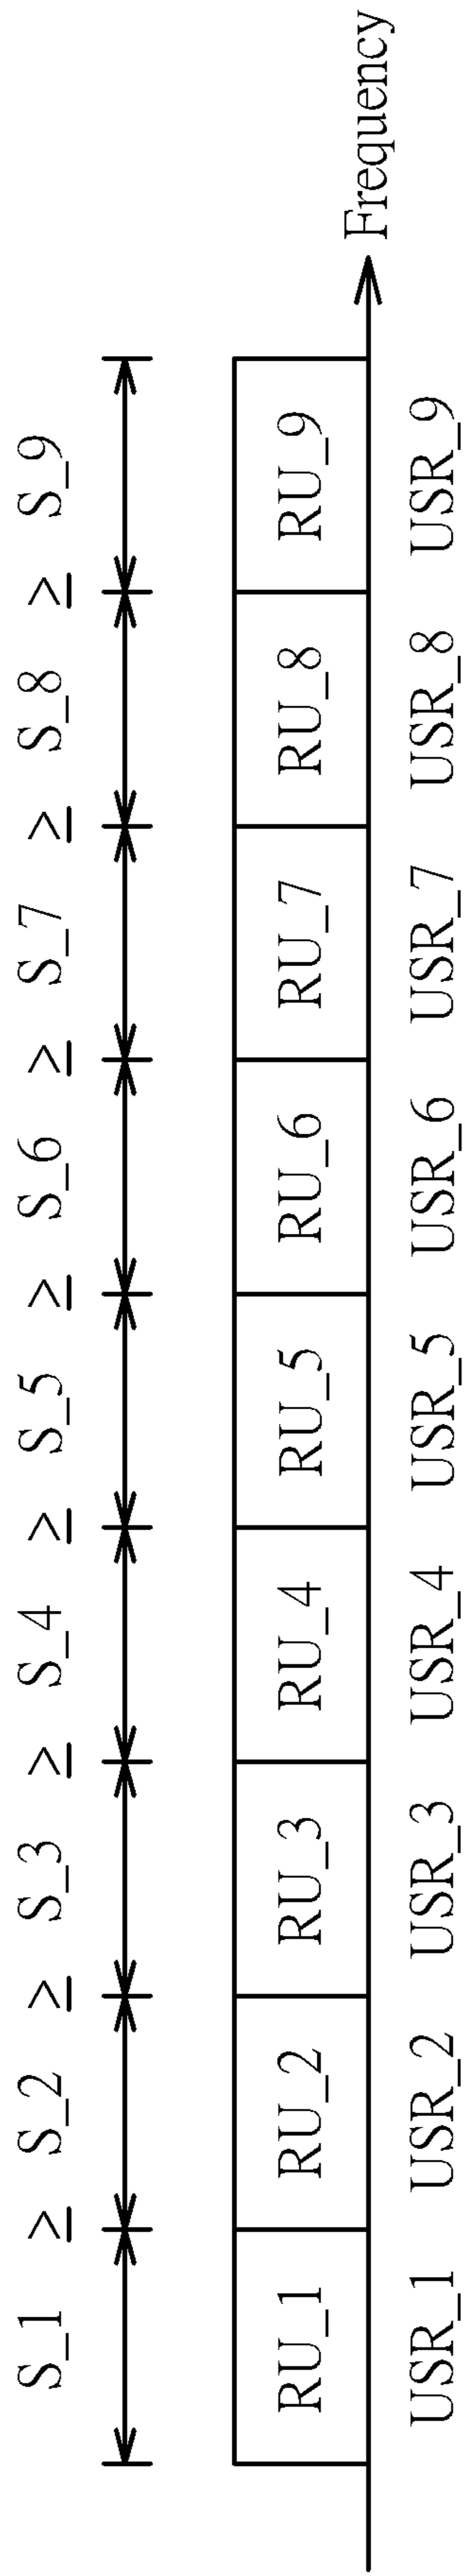 S_1 ≥ S_2 ≥ S_3 ≥ S_4 ≥ S_5 ≥ S_6 ≥ S_7 ≥ S_8 ≥ S_9
RU_1 RU_2 RU_3 RU_4 RU_5 RU_6 RU_7 RU_8 RU_9
Frequency
USR_1 USR_2 USR_3 USR_4 USR_5 USR_6 USR_7 USR_8 USR_9